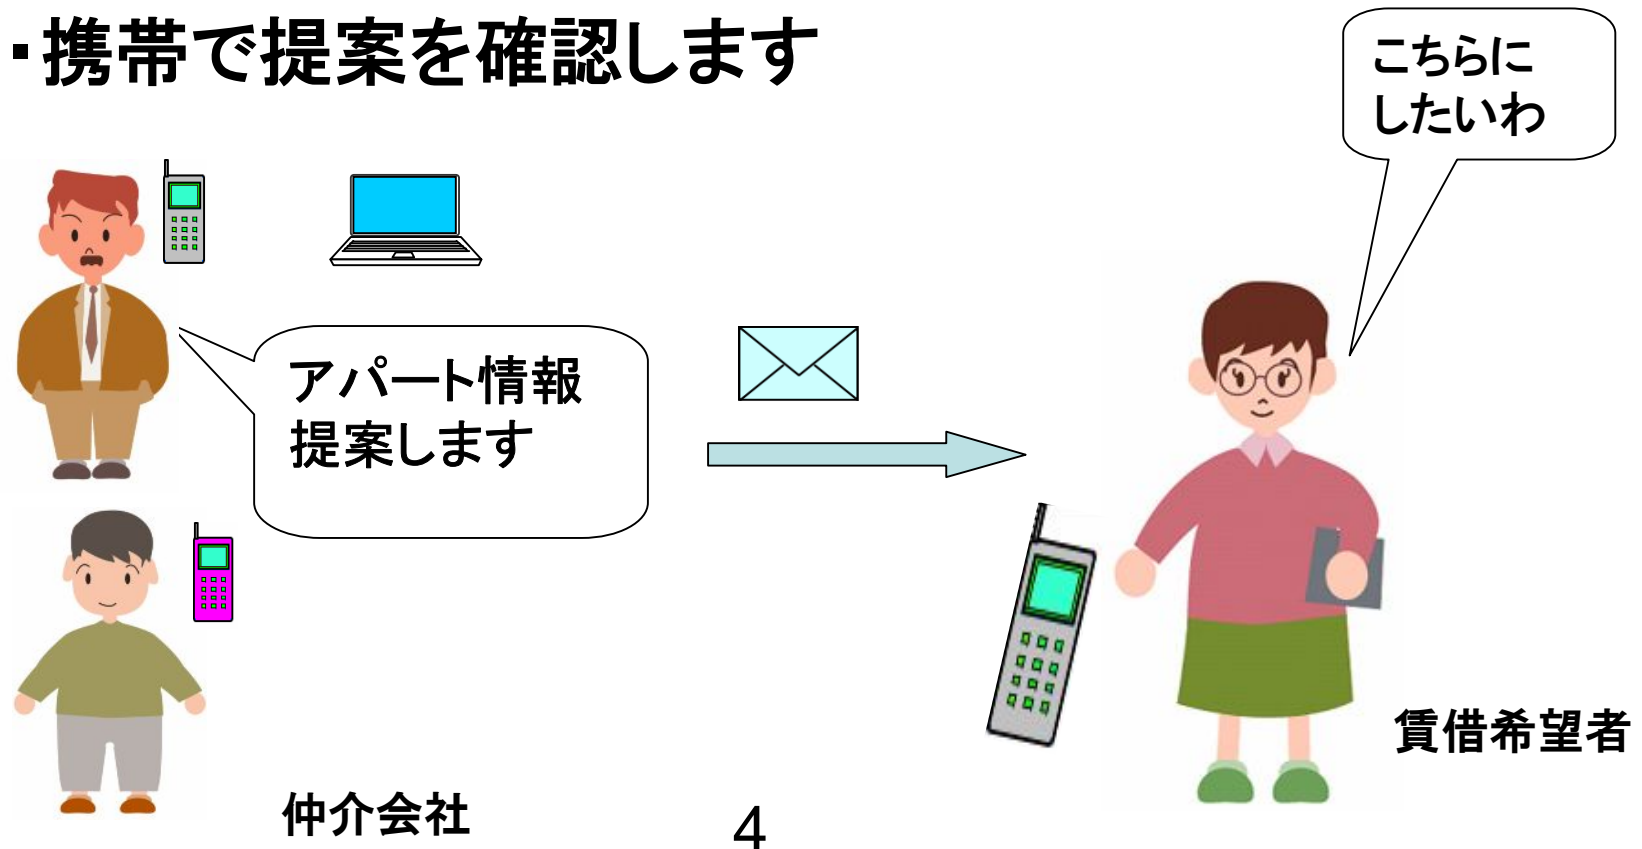 ・携帯で提案を確認します
こちらに
したいわ
アパート情報
提案します
賃借希望者
仲介会社
4